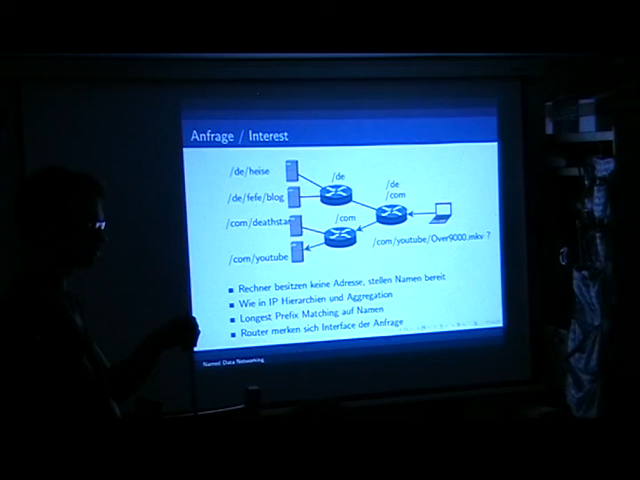 Anfrage / Interest
/de/heise
/de
/de
/de/fefe/blog
/com
/com/deathstar
/com
/com/youtube/Over9000.mkv ?
/com/youtube
Rechner besitzen keine Adresse, stellen Namen bereit
Wie in IP Hierarchien und Aggregation
Longest Prefix Matching auf Namen
Router merken sich Interface der Anfrage
Named Data Networking